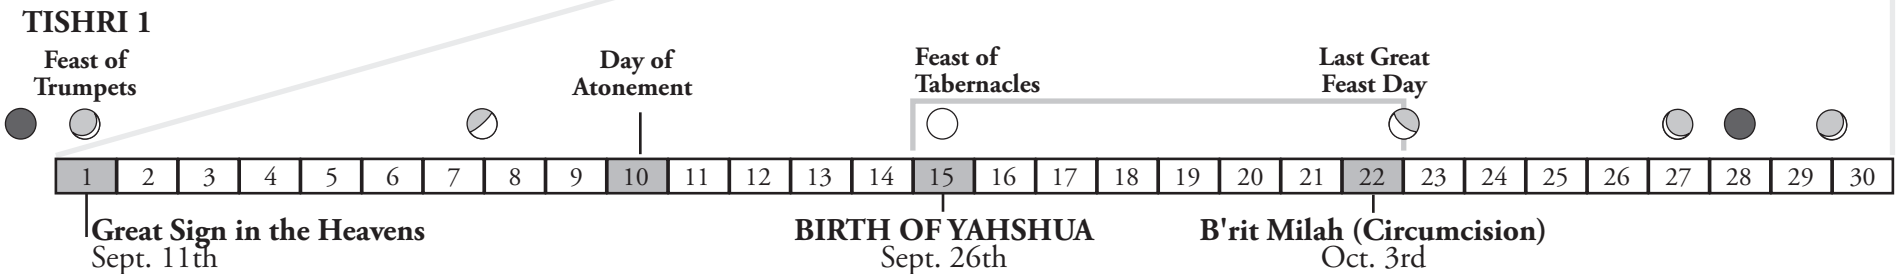 TISHRI 1
Feast of
Trumpets
Day of
Atonement
Feast of
Tabernacles
Last Great
Feast Day
1 2 3 4 5 6 7 8 9 10 11 12 13 14 15 16 17 18 19 20 21 22 23 24 25 26 27 28 29 30
Great Sign in the Heavens
Sept. 11th
BIRTH OF YAHSHUA
Sept. 26th
B'rit Milah (Circumcision)
Oct. 3rd